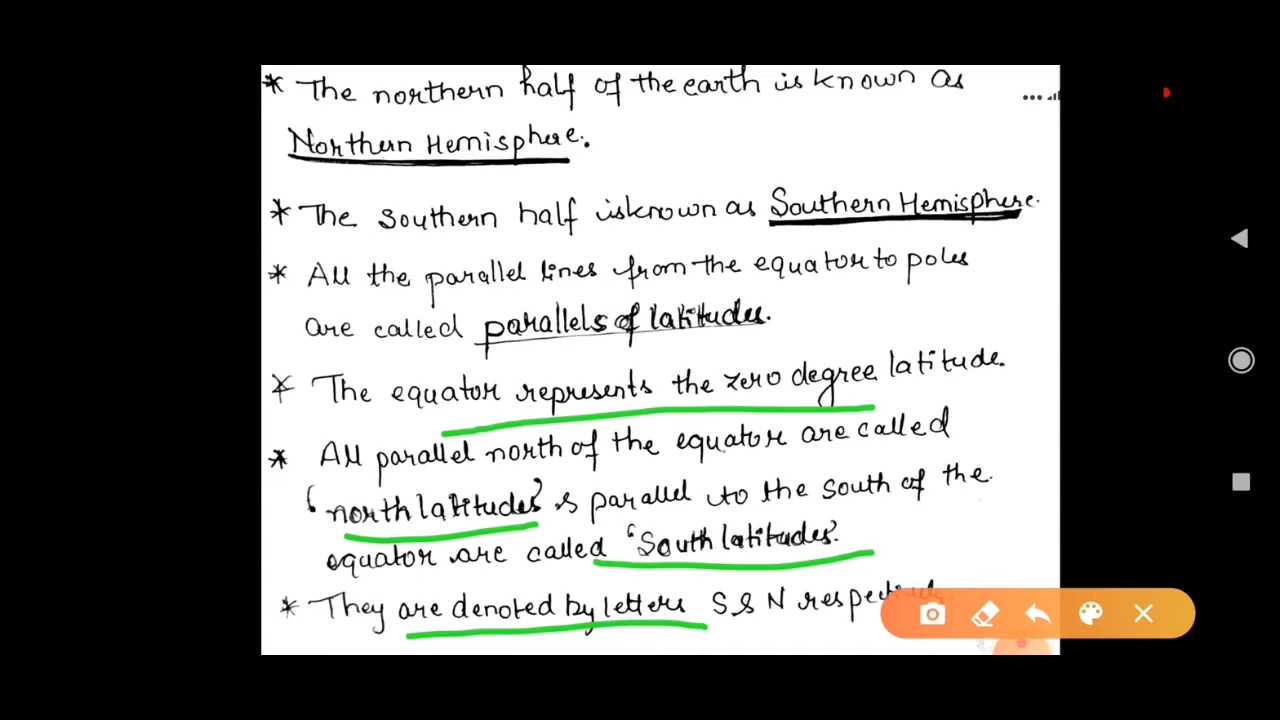 * The northern half of the earth is known as
Northern Hemisphere.
* The southern half is known as Southern Hemisphere.
* All the parallel lines from the equator to poles
are called parallels of latitudes.
* The equator represents the zero degree latitude.
* All parallel north of the equator are called
'north latitudes' & parallel to the south of the
equator are called 'South latitudes'.
* They are denoted by letters S & N